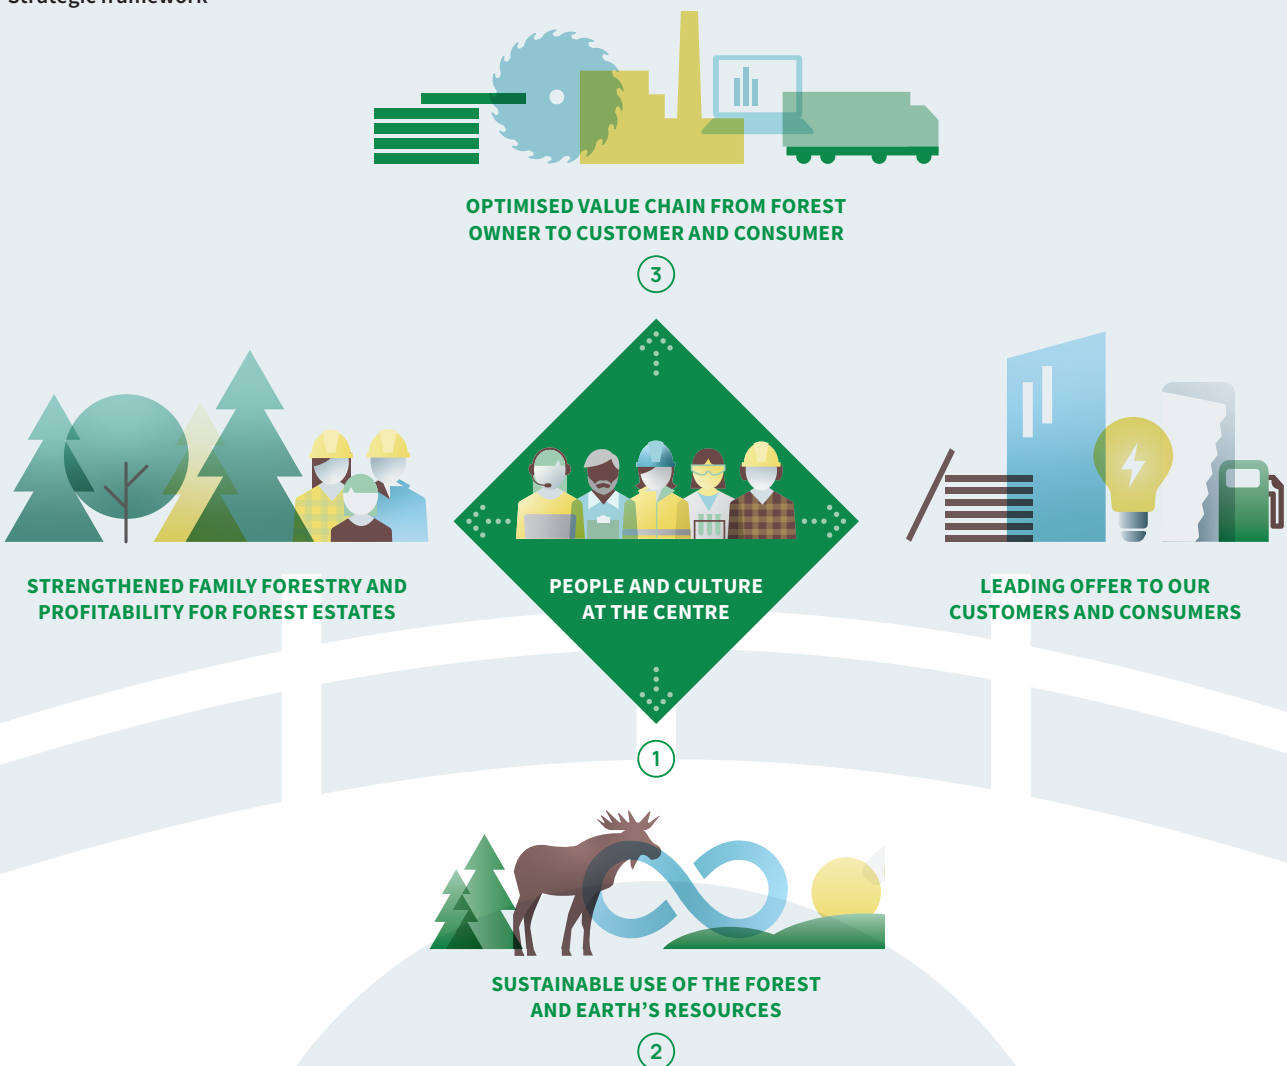 Strategic framework
OPTIMISED VALUE CHAIN FROM FOREST
OWNER TO CUSTOMER AND CONSUMER
3
STRENGTHENED FAMILY FORESTRY AND
PROFITABILITY FOR FOREST ESTATES
PEOPLE AND CULTURE
AT THE CENTRE
LEADING OFFER TO OUR
CUSTOMERS AND CONSUMERS
1
SUSTAINABLE USE OF THE FOREST
AND EARTH’S RESOURCES
2